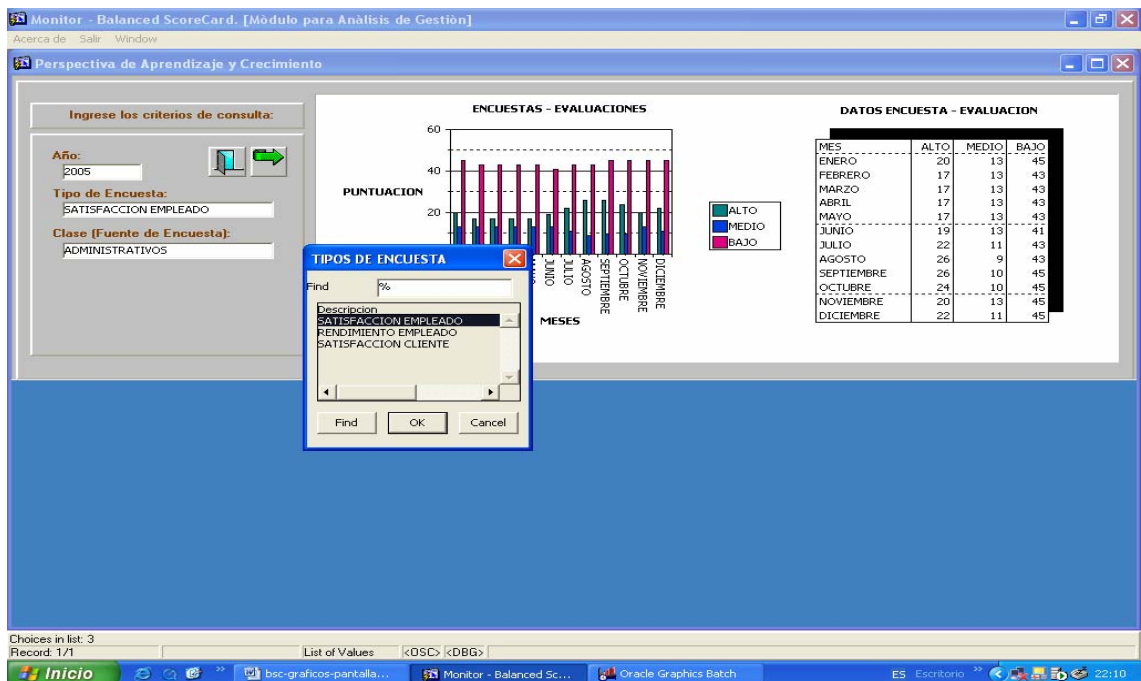 Monitor - Balanced ScoreCard. [Mòdulo para Anàlisis de Gestiòn]
Acerca de Salir Window
Perspectiva de Aprendizaje y Crecimiento
Ingrese los criterios de consulta:
Año:
2005
Tipo de Encuesta:
SATISFACCION EMPLEADO
Clase (Fuente de Encuesta):
ADMINISTRATIVOS
ENCUESTAS - EVALUACIONES
60
40
20
PUNTUACION
JUNIO
JULIO
AGOSTO
SEPTIEMBRE
OCTUBRE
NOVIEMBRE
DICIEMBRE
MESES
ALTO
MEDIO
BAJO
DATOS ENCUESTA - EVALUACION
MES ALTO MEDIO BAJO
ENERO 20 13 45
FEBRERO 17 13 43
MARZO 17 13 43
ABRIL 17 13 43
MAYO 17 13 43
JUNIO 19 13 41
JULIO 22 11 43
AGOSTO 26 9 43
SEPTIEMBRE 26 10 45
OCTUBRE 24 10 45
NOVIEMBRE 20 13 45
DICIEMBRE 22 11 45
TIPOS DE ENCUESTA
Find %
Descripcion
SATISFACCION EMPLEADO
RENDIMIENTO EMPLEADO
SATISFACCION CLIENTE
Find OK Cancel
Choices in list: 3
Record: 1/1 List of Values <OSC> <DBG>
Inicio bsc-graficos-pantalla... Monitor - Balanced Sc... Oracle Graphics Batch ES Escritorio 22:10